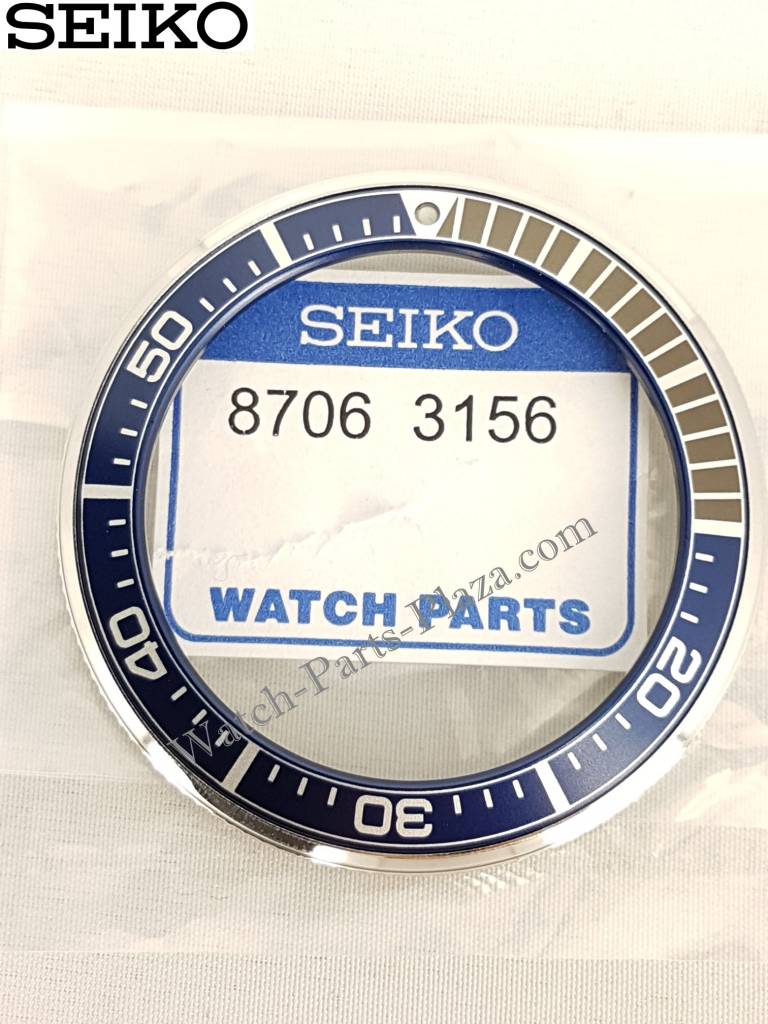 SEIKO
SEIKO
8706 3156
WATCH PARTS
20
30
40
50
Watch-Parts-Plaza.com